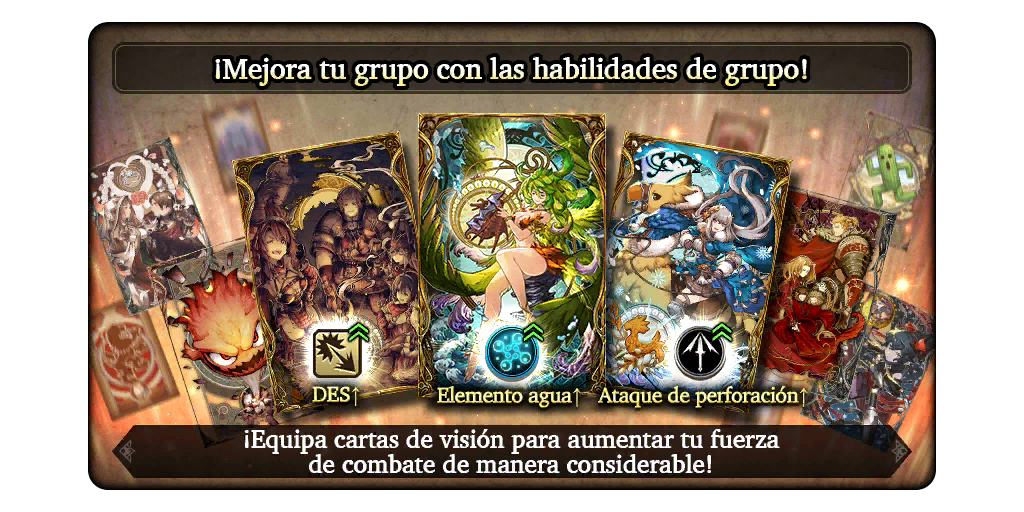 ¡Mejora tu grupo con las habilidades de grupo!
DES↑
Elemento agua↑
Ataque de perforación↑
¡Equipa cartas de visión para aumentar tu fuerza
de combate de manera considerable!